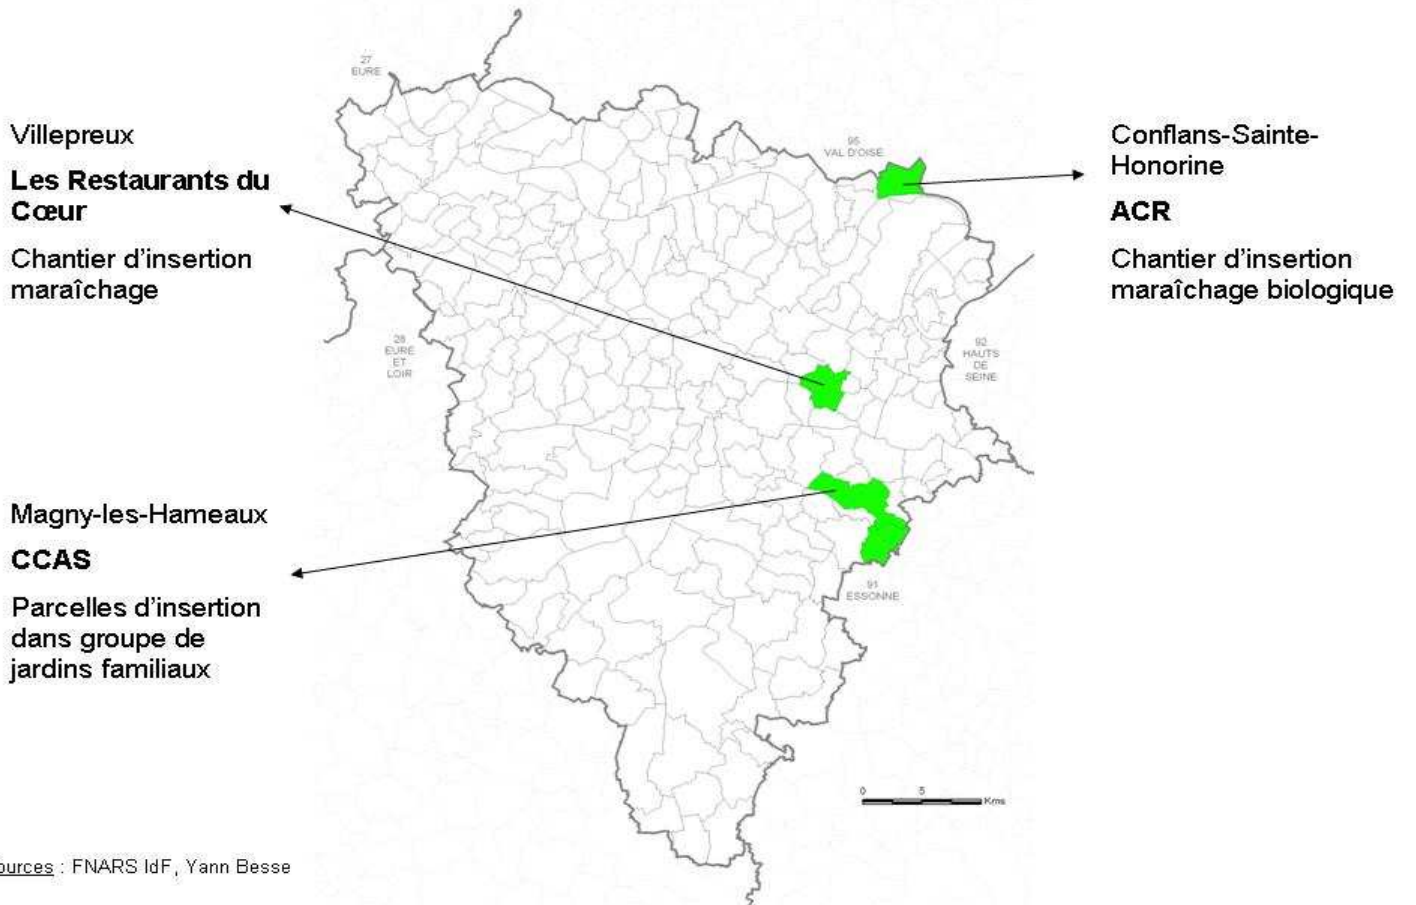 27
EURE
Villepreux
Les Restaurants du
Cœur
Chantier d'insertion
maraîchage
95
VAL D'OISE
Conflans-Sainte-
Honorine
ACR
Chantier d'insertion
maraîchage biologique
28
EURE
ET
LOIR
92
HAUTS
DE
SEINE
Magny-les-Hameaux
CCAS
Parcelles d'insertion
dans groupe de
jardins familiaux
91
ESSONNE
0 5 Kms
ources : FNARS IdF, Yann Besse